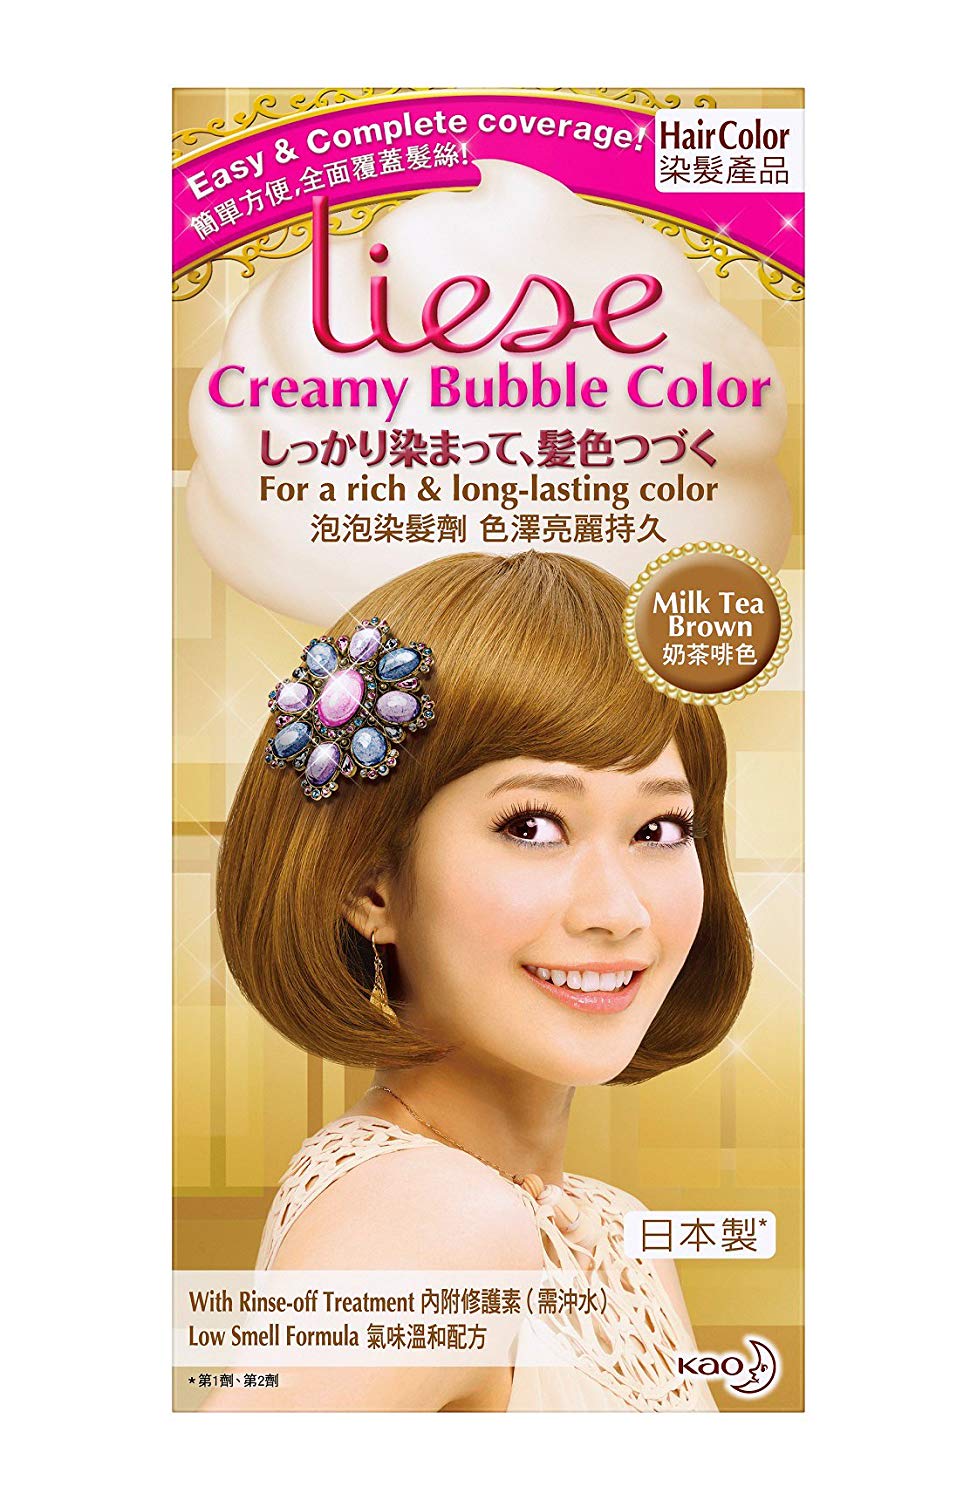 Easy & Complete coverage!
簡單方便,全面覆蓋髮絲!
Hair Color
染髮產品
liese
Creamy Bubble Color
しっかり染まって、髪色つづく
For a rich & long-lasting color
泡泡染髮劑 色澤亮麗持久
Milk Tea
Brown
奶茶啡色
日本製*
With Rinse-off Treatment 內附修護素(需沖水)
Low Smell Formula 氣味溫和配方
*第1劑、第2劑
Kao